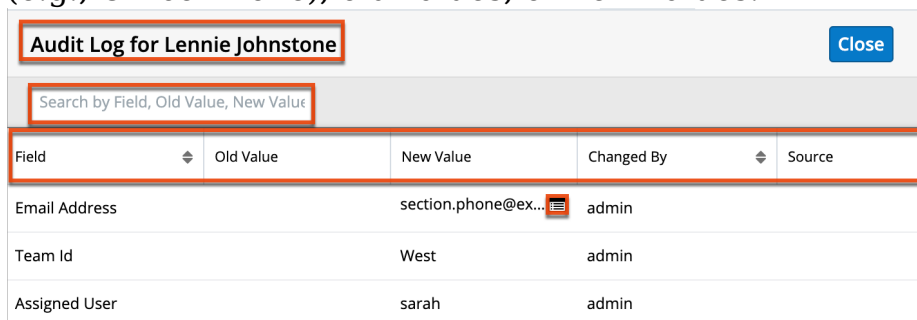 Audit Log for Lennie Johnstone
Close
Search by Field, Old Value, New Value
Field Old Value New Value Changed By Source
Email Address section.phone@ex... admin
Team Id West admin
Assigned User sarah admin